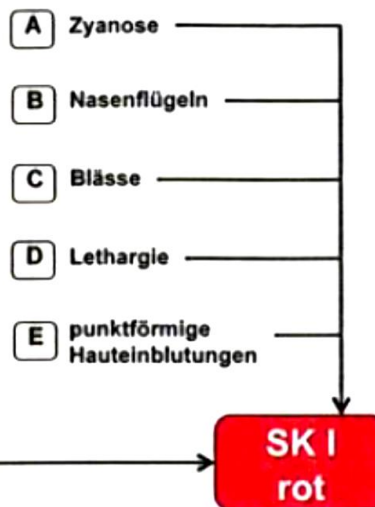 A Zyanose
B Nasenflügeln
C Blässe
D Lethargie
E punktförmige
Hauteinblutungen
SK I
rot